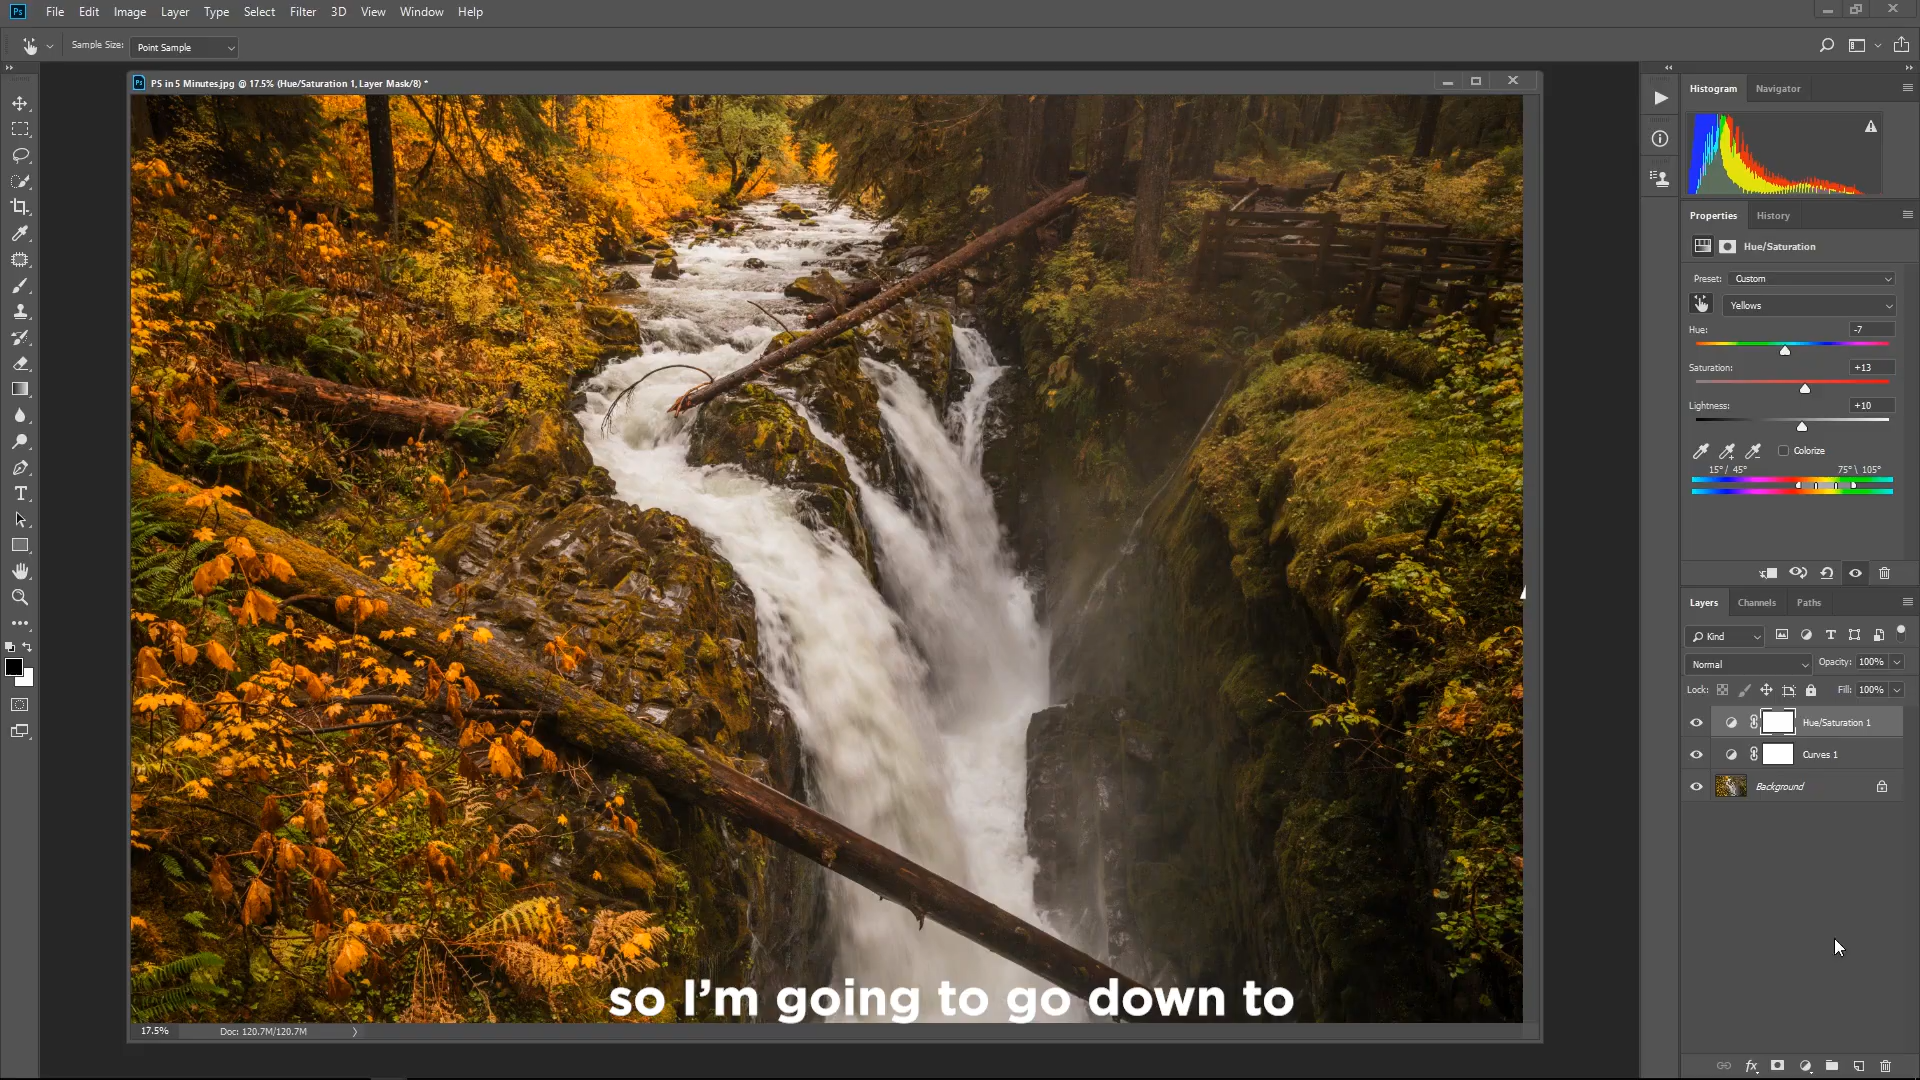 Ps File Edit Image Layer Type Select Filter 3D View Window Help
Sample Size: Point Sample
Ps PS in 5 Minutes.jpg @ 17.5% (Hue/Saturation 1, Layer Mask/8) *
Histogram Navigator
Properties History
Hue/Saturation
Preset: Custom
Yellows
Hue: -7
Saturation: +13
Lightness: +10
Colorize
15°/ 45° 75°\ 105°
Layers Channels Paths
Kind
Normal Opacity: 100%
Lock: Fill: 100%
Hue/Saturation 1
Curves 1
Background
so I'm going to go down to
17.5% Doc: 120.7M/120.7M